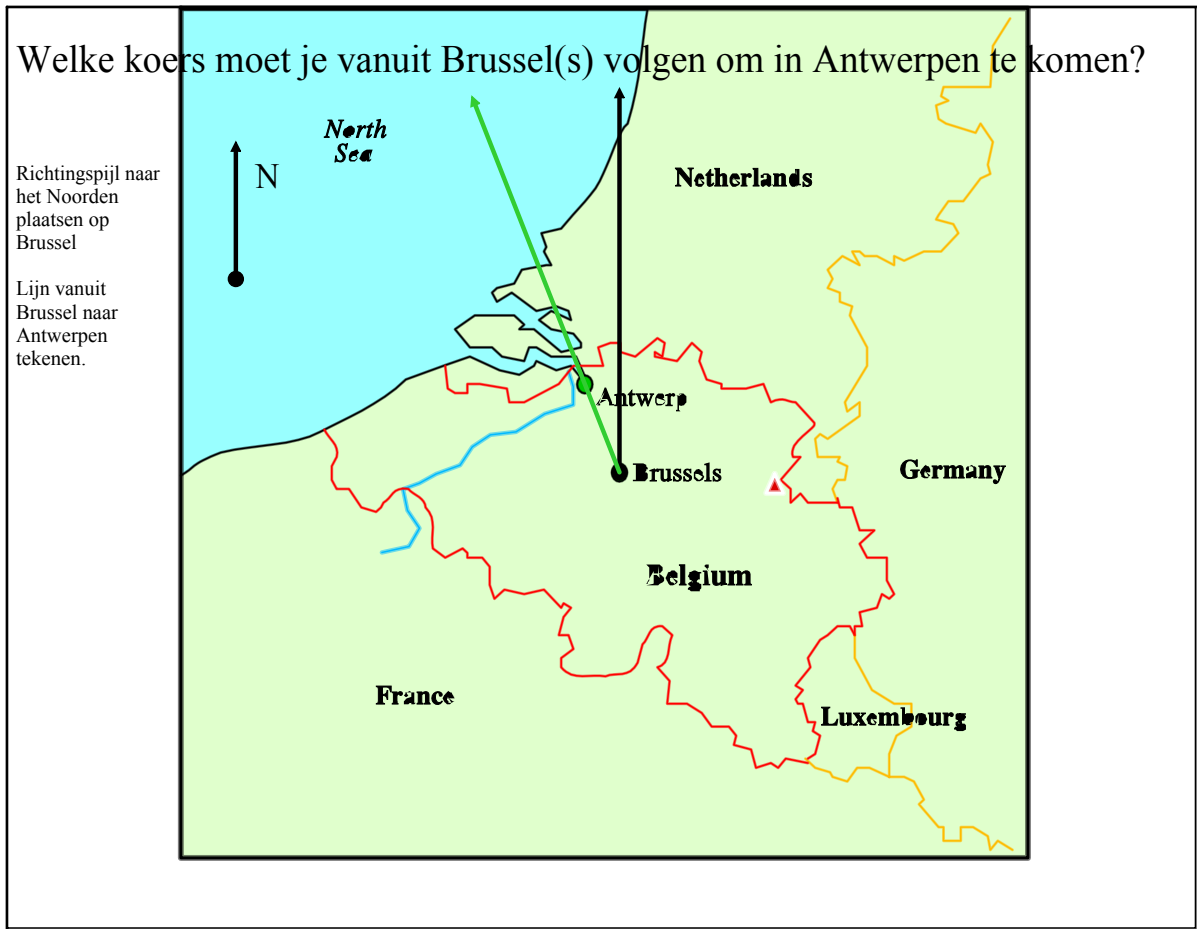 Welke koers moet je vanuit Brussel(s) volgen om in Antwerpen te komen?
North
Sea
N
Richtingspijl naar
het Noorden
plaatsen op
Brussel
Lijn vanuit
Brussel naar
Antwerpen
tekenen.
Netherlands
Antwerp
Brussels
Germany
Belgium
France
Luxembourg